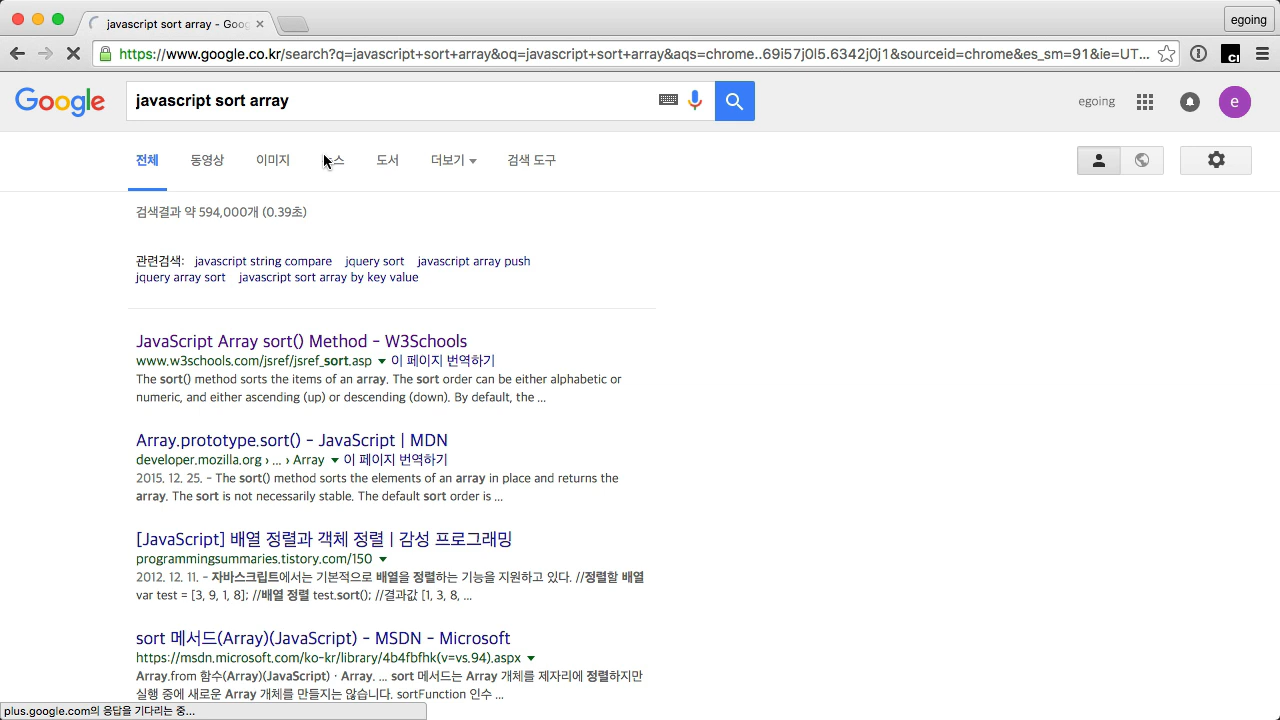 javascript sort array - Goo
egoing
https://www.google.co.kr/search?q=javascript+sort+array&oq=javascript+sort+array&aqs=chrome..69i57j0l5.6342j0j1&sourceid=chrome&es_sm=91&ie=UT...
Google
javascript sort array
egoing
e
전체 동영상 이미지 스 도서 더보기 검색 도구
검색결과 약 594,000개 (0.39초)
관련검색: javascript string compare jquery sort javascript array push
jquery array sort javascript sort array by key value
JavaScript Array sort() Method - W3Schools
www.w3schools.com/jsref/jsref_sort.asp 이 페이지 번역하기
The sort() method sorts the items of an array. The sort order can be either alphabetic or
numeric, and either ascending (up) or descending (down). By default, the ...
Array.prototype.sort() - JavaScript | MDN
developer.mozilla.org › ... › Array 이 페이지 번역하기
2015. 12. 25. - The sort() method sorts the elements of an array in place and returns the
array. The sort is not necessarily stable. The default sort order is ...
[JavaScript] 배열 정렬과 객체 정렬 | 감성 프로그래밍
programmingsummaries.tistory.com/150
2012. 12. 11. - 자바스크립트에서는 기본적으로 배열을 정렬하는 기능을 지원하고 있다. //정렬할 배열
var test = [3, 9, 1, 8]; //배열 정렬 test.sort(); //결과값 [1, 3, 8, ...
sort 메서드(Array)(JavaScript) - MSDN - Microsoft
https://msdn.microsoft.com/ko-kr/library/4b4fbfhk(v=vs.94).aspx
Array.from 함수(Array)(JavaScript) · Array. ... sort 메서드는 Array 개체를 제자리에 정렬하지만
실행 중에 새로운 Array 개체를 만들지는 않습니다. sortFunction 인수 ...
plus.google.com의 응답을 기다리는 중...